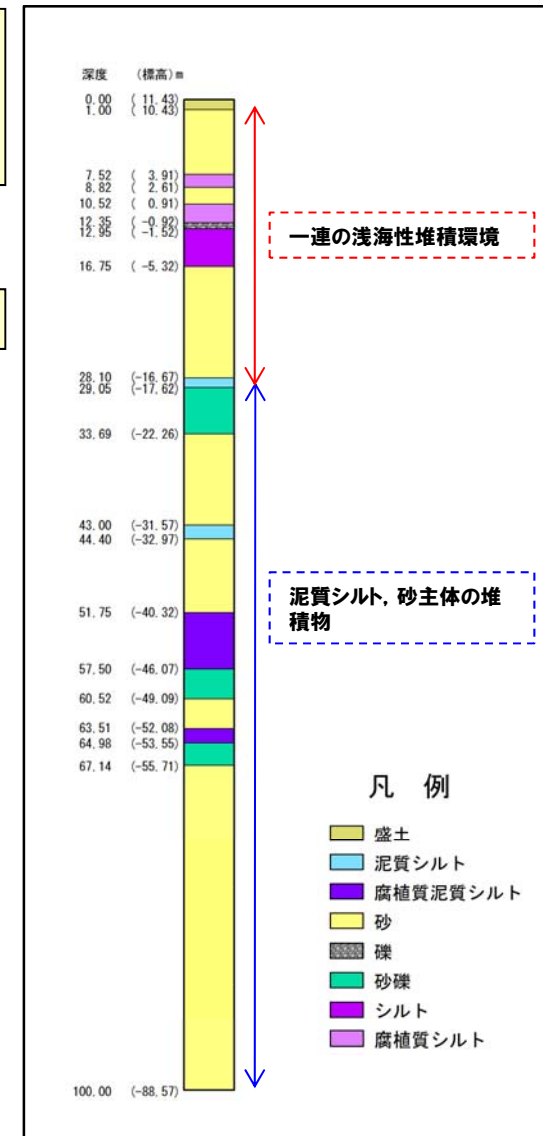 深度 （標高）m
0.00 ( 11.43)
1.00 ( 10.43)
7.52 ( 3.91)
8.82 ( 2.61)
10.52 ( 0.91)
12.35 (-0.92)
12.95 (-1.52)
16.75 ( -5.32)
28.10 (-16.67)
29.05 (-17.62)
33.69 (-22.26)
43.00 (-31.57)
44.40 (-32.97)
51.75 (-40.32)
57.50 (-46.07)
60.52 (-49.09)
63.51 (-52.08)
64.98 (-53.55)
67.14 (-55.71)
100.00 (-88.57)
一連の浅海性堆積環境
泥質シルト，砂主体の堆
積物
凡 例
盛土
泥質シルト
腐植質泥質シルト
砂
礫
砂礫
シルト
腐植質シルト